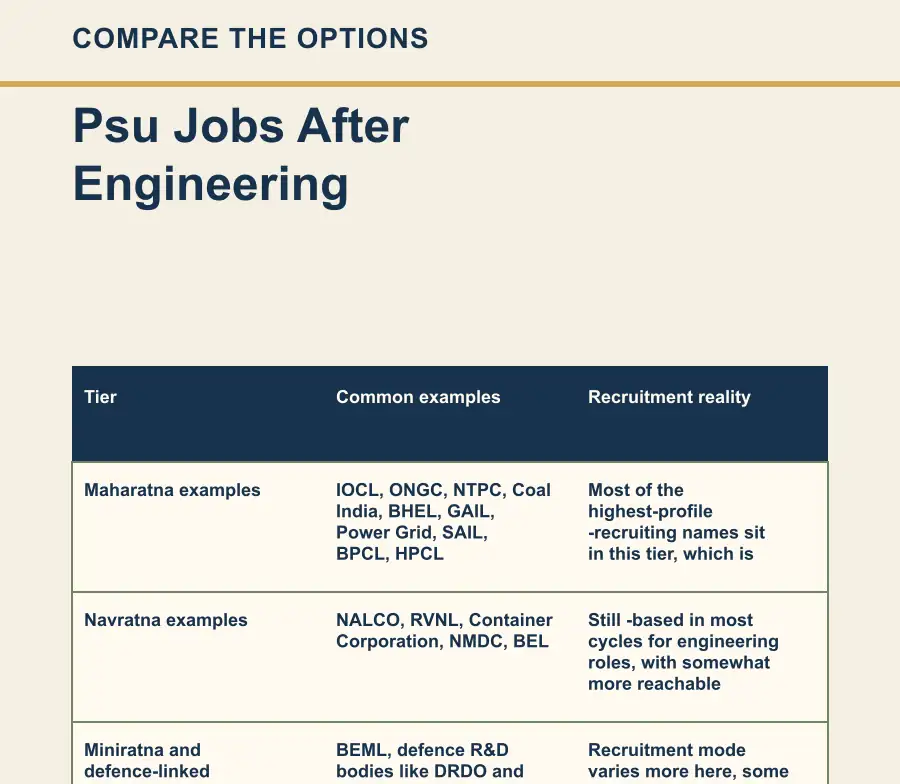 COMPARE THE OPTIONS
Psu Jobs After
Engineering
Tier
Common examples
Recruitment reality
Maharatna examples
IOCL, ONGC, NTPC, Coal
India, BHEL, GAIL,
Power Grid, SAIL,
BPCL, HPCL
Most of the
highest-profile
-recruiting names sit
in this tier, which is
Navratna examples
NALCO, RVNL, Container
Corporation, NMDC, BEL
Still -based in most
cycles for engineering
roles, with somewhat
more reachable
Miniratna and
defence-linked
BEML, defence R&D
bodies like DRDO and
Recruitment mode
varies more here, some